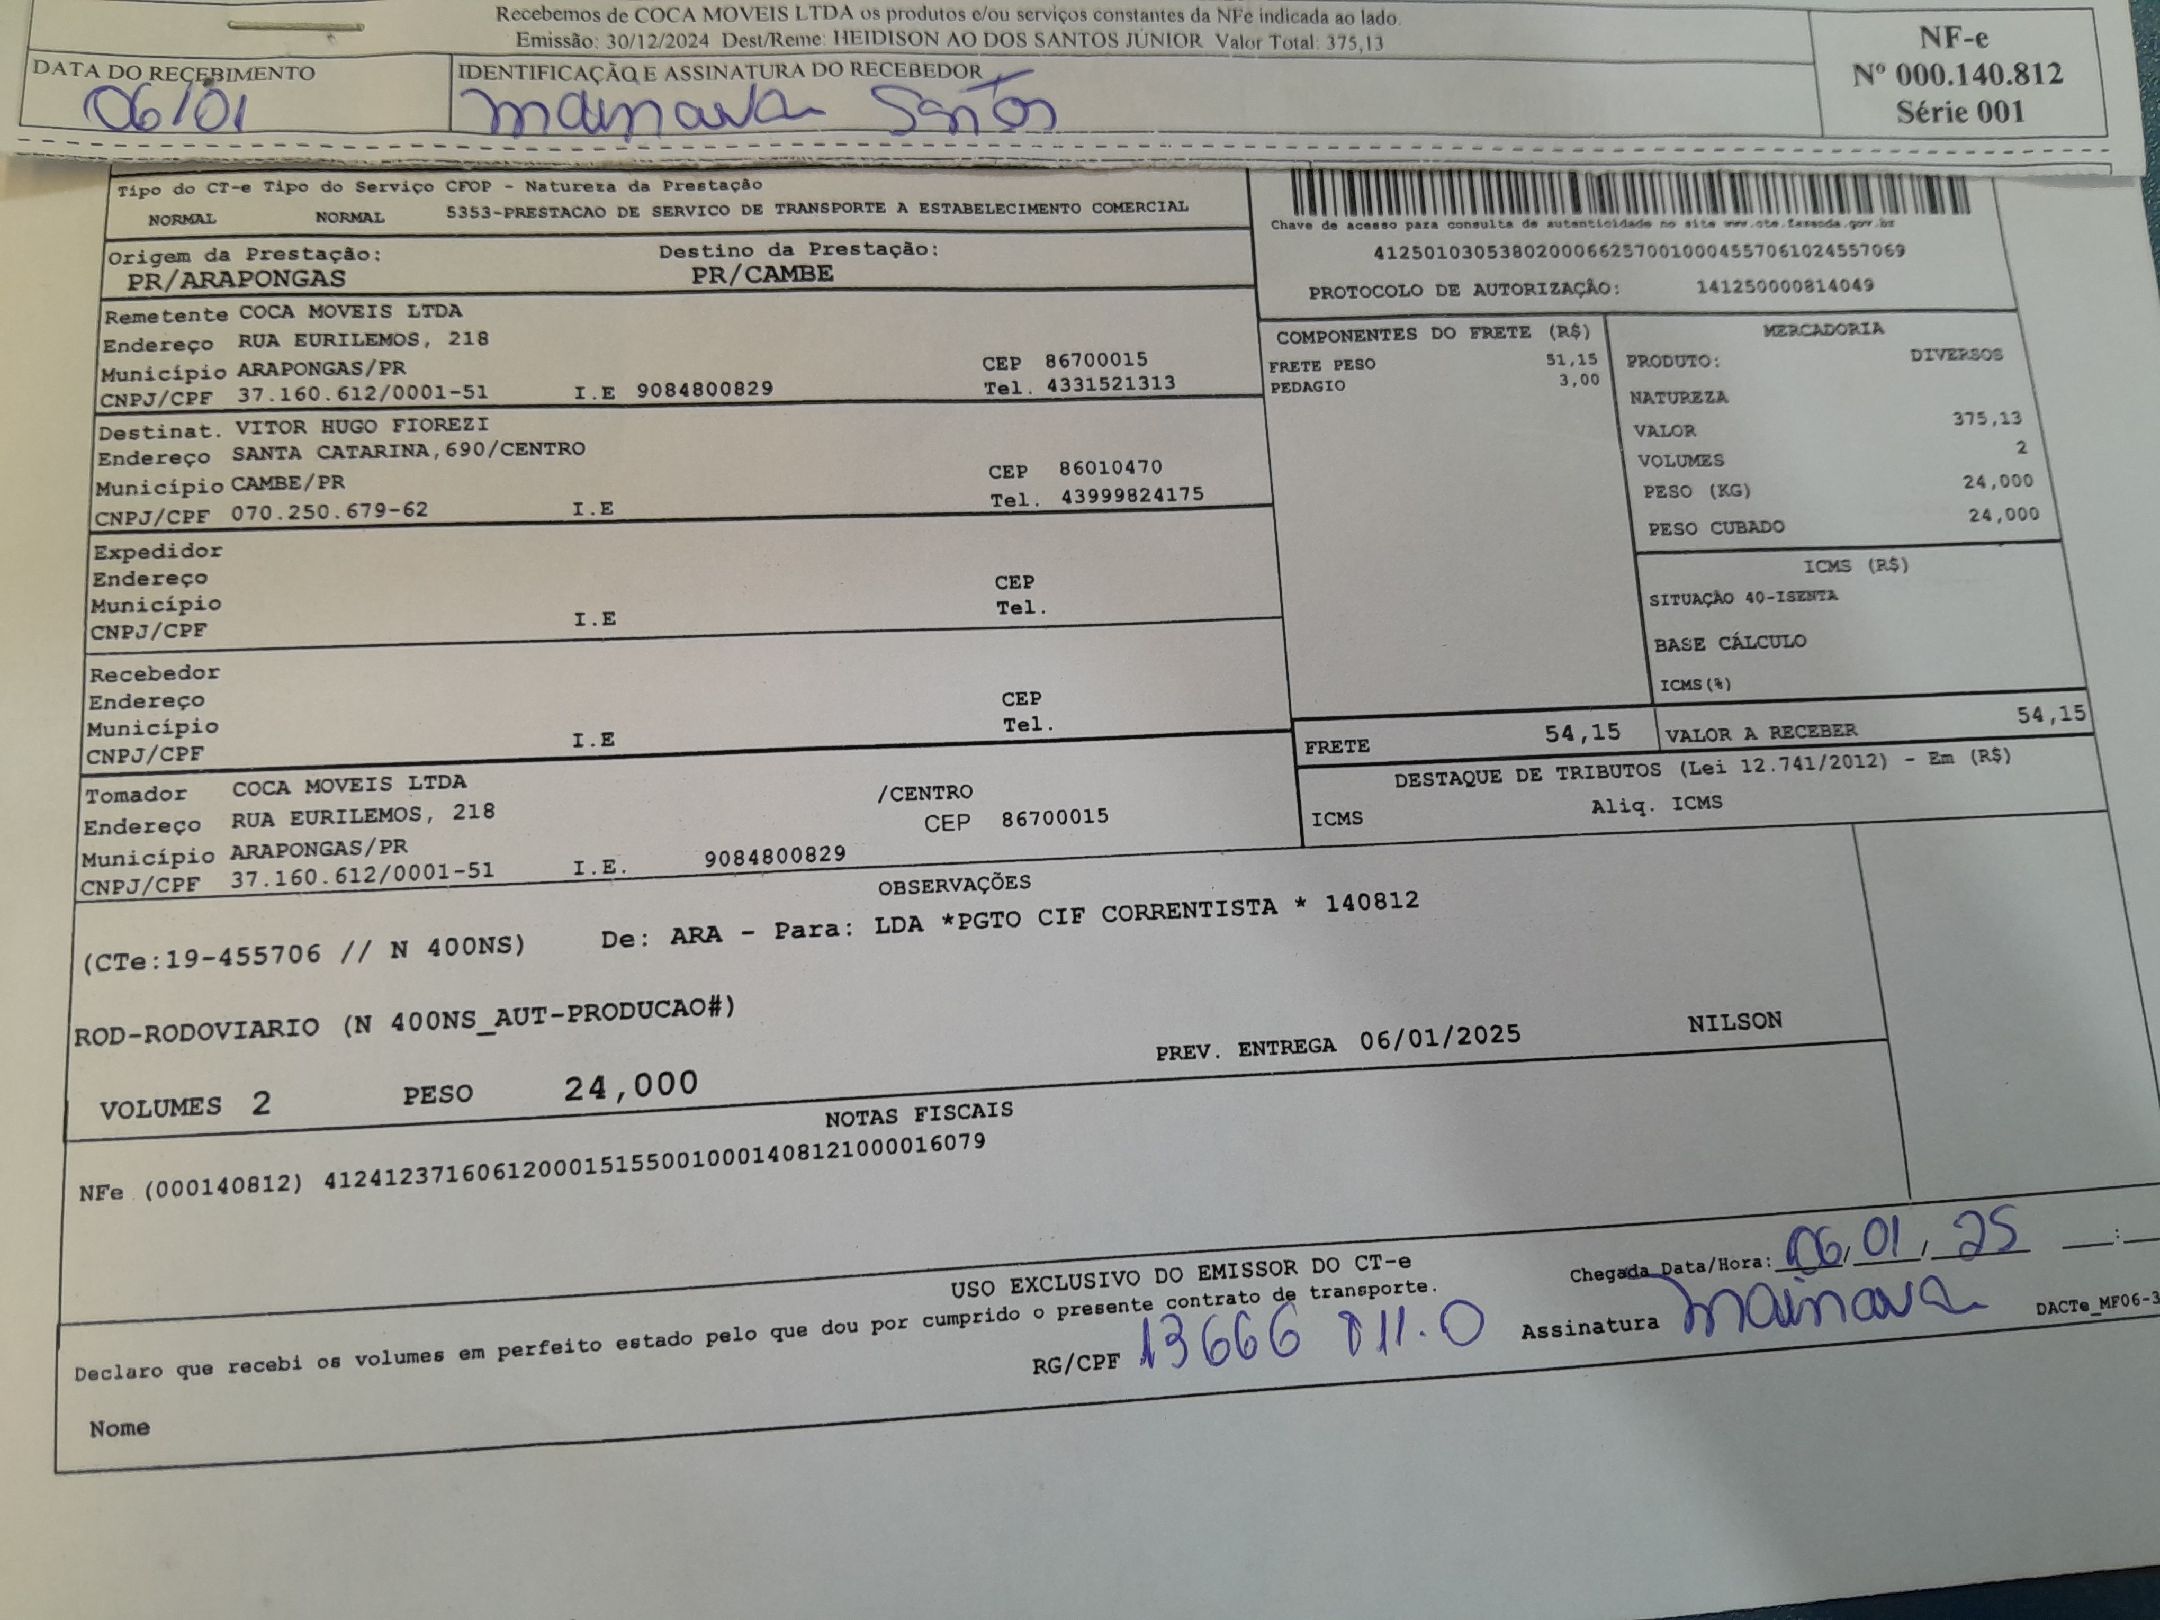 Recebemos de COCA MOVEIS LTDA os produtos e/ou serviços constantes da NFe indicada ao lado.
Emissão: 30/12/2024 Dest/Reme: HEIDISON AO DOS SANTOS JÚNIOR Valor Total: 375,13
NF-e
Nº 000.140.812
Série 001
DATA DO RECEBIMENTO
06/01
IDENTIFICAÇÃO E ASSINATURA DO RECEBEDOR
Santos
Tipo do CT-e Tipo do Serviço CFOP - Natureza da Prestação
NORMAL NORMAL 5353-PRESTACAO DE SERVICO DE TRANSPORTE A ESTABELECIMENTO COMERCIAL
Chave de acesso para consulta de autenticidade no site www.cte.fazenda.gov.br
41250103053802000662570010004557061024557069
PROTOCOLO DE AUTORIZAÇÃO: 141250000814049
Origem da Prestação: Destino da Prestação:
PR/ARAPONGAS PR/CAMBE
Remetente COCA MOVEIS LTDA
Endereço RUA EURILEMOS, 218
Município ARAPONGAS/PR CEP 86700015
CNPJ/CPF 37.160.612/0001-51 I.E 9084800829 Tel. 4331521313
Destinat. VITOR HUGO FIOREZI
Endereço SANTA CATARINA,690/CENTRO
Município CAMBE/PR CEP 86010470
CNPJ/CPF 070.250.679-62 I.E Tel. 43999824175
Expedidor
Endereço
Município CEP
CNPJ/CPF I.E Tel.
Recebedor
Endereço
Município CEP
CNPJ/CPF I.E Tel.
Tomador COCA MOVEIS LTDA
Endereço RUA EURILEMOS, 218 /CENTRO
Município ARAPONGAS/PR CEP 86700015
CNPJ/CPF 37.160.612/0001-51 I.E. 9084800829
COMPONENTES DO FRETE (R$)
FRETE PESO 51,15
PEDAGIO 3,00
MERCADORIA
PRODUTO: DIVERSOS
NATUREZA
VALOR 375,13
VOLUMES 2
PESO (KG) 24,000
PESO CUBADO 24,000
ICMS (R$)
SITUAÇÃO 40-ISENTA
BASE CÁLCULO
ICMS(%)
FRETE 54,15 VALOR A RECEBER 54,15
DESTAQUE DE TRIBUTOS (Lei 12.741/2012) - Em (R$)
ICMS Aliq. ICMS
OBSERVAÇÕES
(CTe:19-455706 // N 400NS) De: ARA - Para: LDA *PGTO CIF CORRENTISTA * 140812
ROD-RODOVIARIO (N 400NS_AUT-PRODUCAO#)
PREV. ENTREGA 06/01/2025 NILSON
VOLUMES 2 PESO 24,000
NOTAS FISCAIS
NFe (000140812) 41241237160612000151550010001408121000016079
USO EXCLUSIVO DO EMISSOR DO CT-e
Declaro que recebi os volumes em perfeito estado pelo que dou por cumprido o presente contrato de transporte.
Chegada Data/Hora: 06/01/25 __:__
Nome RG/CPF 13666 811.0 Assinatura
DACTe_MF06-3